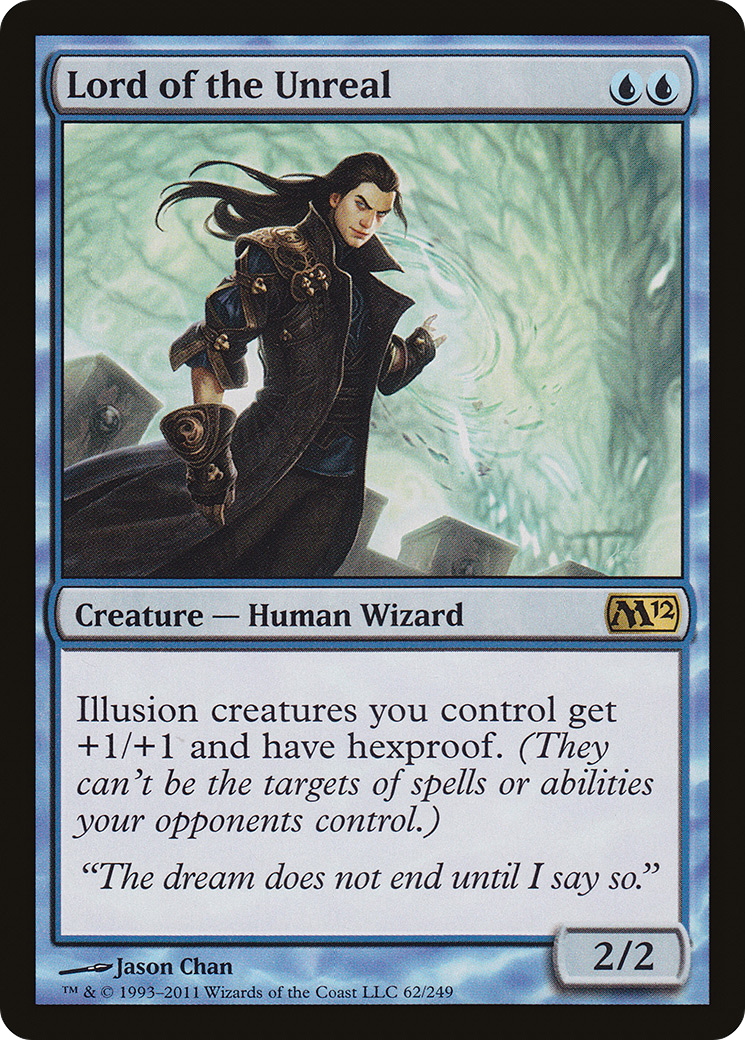 Lord of the Unreal
Creature — Human Wizard
M12
Illusion creatures you control get
+1/+1 and have hexproof. (They
can't be the targets of spells or abilities
your opponents control.)
“The dream does not end until I say so.”
2/2
Jason Chan
™ & © 1993–2011 Wizards of the Coast LLC 62/249